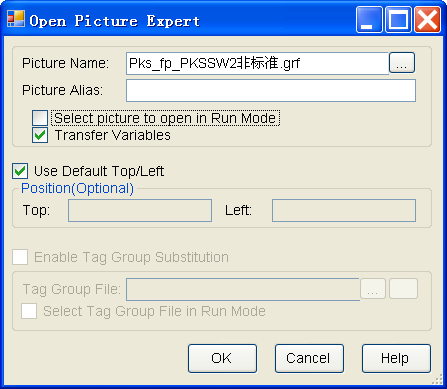 Open Picture Expert
Picture Name: Pks_fp_PKSSW2非标准.grf ...
Picture Alias:
Select picture to open in Run Mode
Transfer Variables
Use Default Top/Left
Position(Optional)
Top: Left:
Enable Tag Group Substitution
Tag Group File: ...
Select Tag Group File in Run Mode
OK Cancel Help